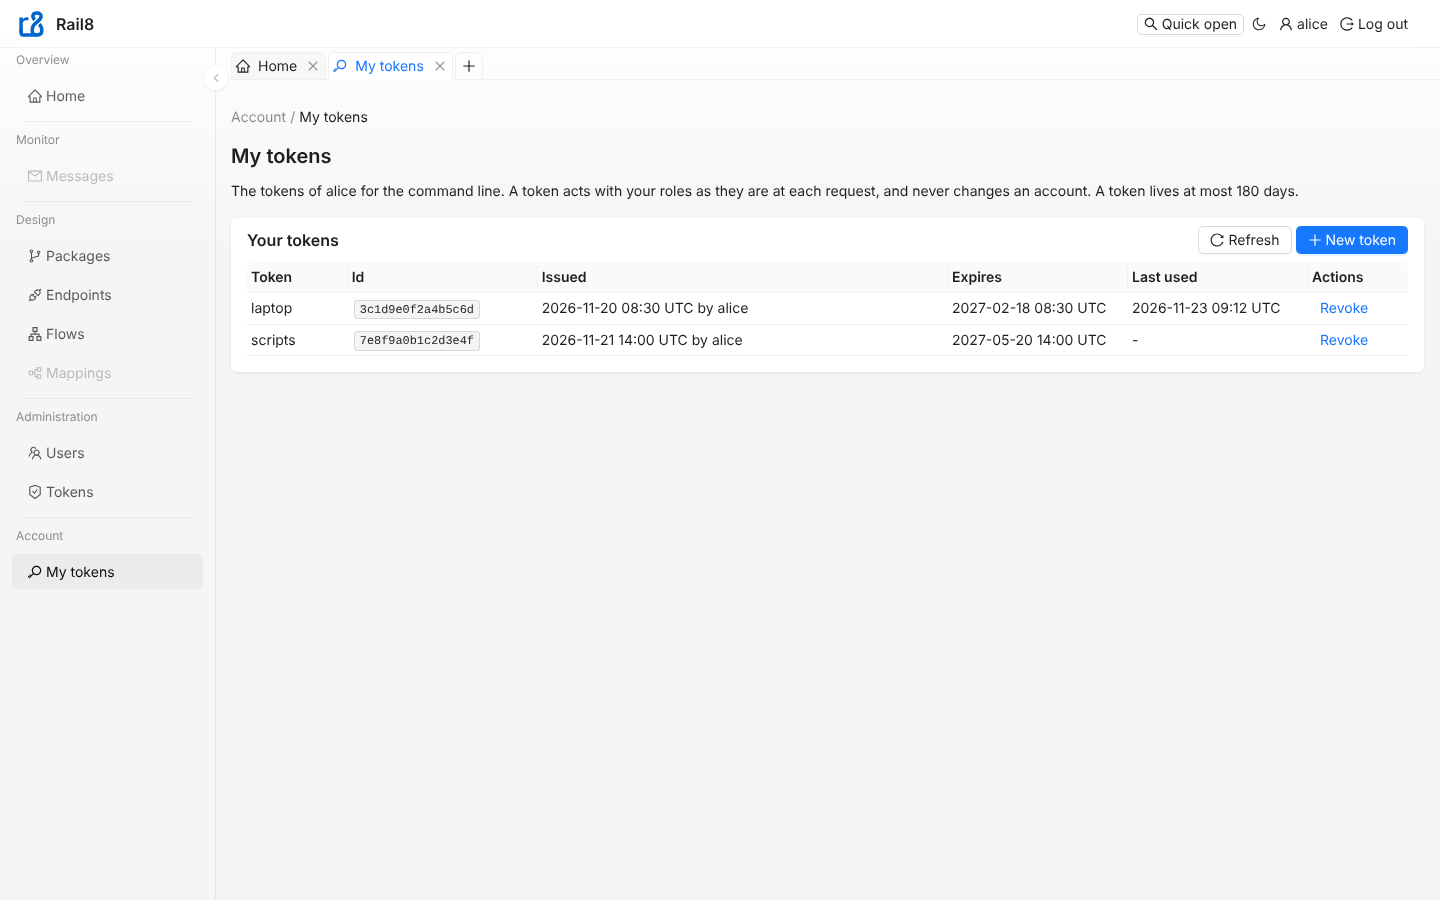 Rail8
Quick open
alice
Log out
Overview
Home
Monitor
Messages
Design
Packages
Endpoints
Flows
Mappings
Administration
Users
Tokens
Account
My tokens
Home
My tokens
Account / My tokens
My tokens
The tokens of alice for the command line. A token acts with your roles as they are at each request, and never changes an account. A token lives at most 180 days.
Your tokens
Refresh
New token
Token Id Issued Expires Last used Actions
laptop 3c1d9e0f2a4b5c6d 2026-11-20 08:30 UTC by alice 2027-02-18 08:30 UTC 2026-11-23 09:12 UTC Revoke
scripts 7e8f9a0b1c2d3e4f 2026-11-21 14:00 UTC by alice 2027-05-20 14:00 UTC - Revoke